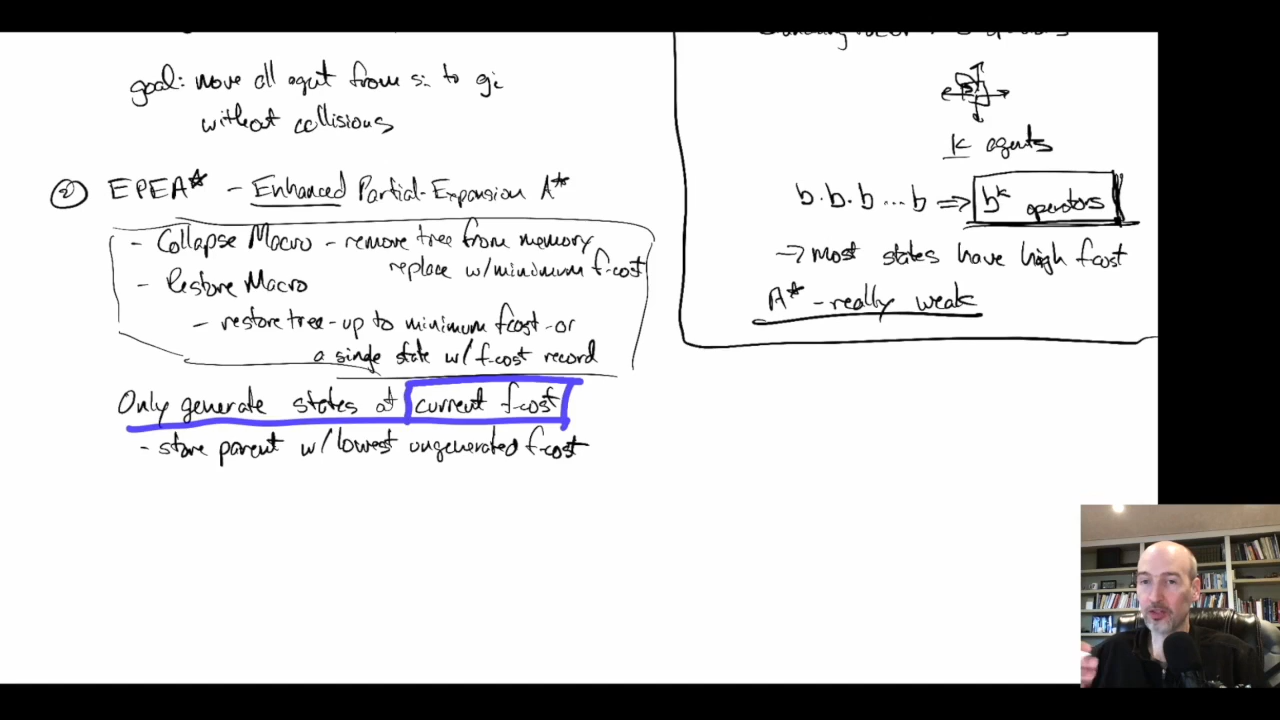 goal: move all agent from si to gi
without collisions
② EPEA* - Enhanced Partial-Expansion A*
- Collapse Macro - remove tree from memory
replace w/minimum f-cost
- Restore Macro
- restore tree - up to minimum fcost - or
a single state w/ f-cost record
Only generate states at current f-cost
- store parent w/ lowest ungenerated f-cost
k agents
b·b·b...b ⇒ b^k operators
→ most states have high f-cost
A* - really weak